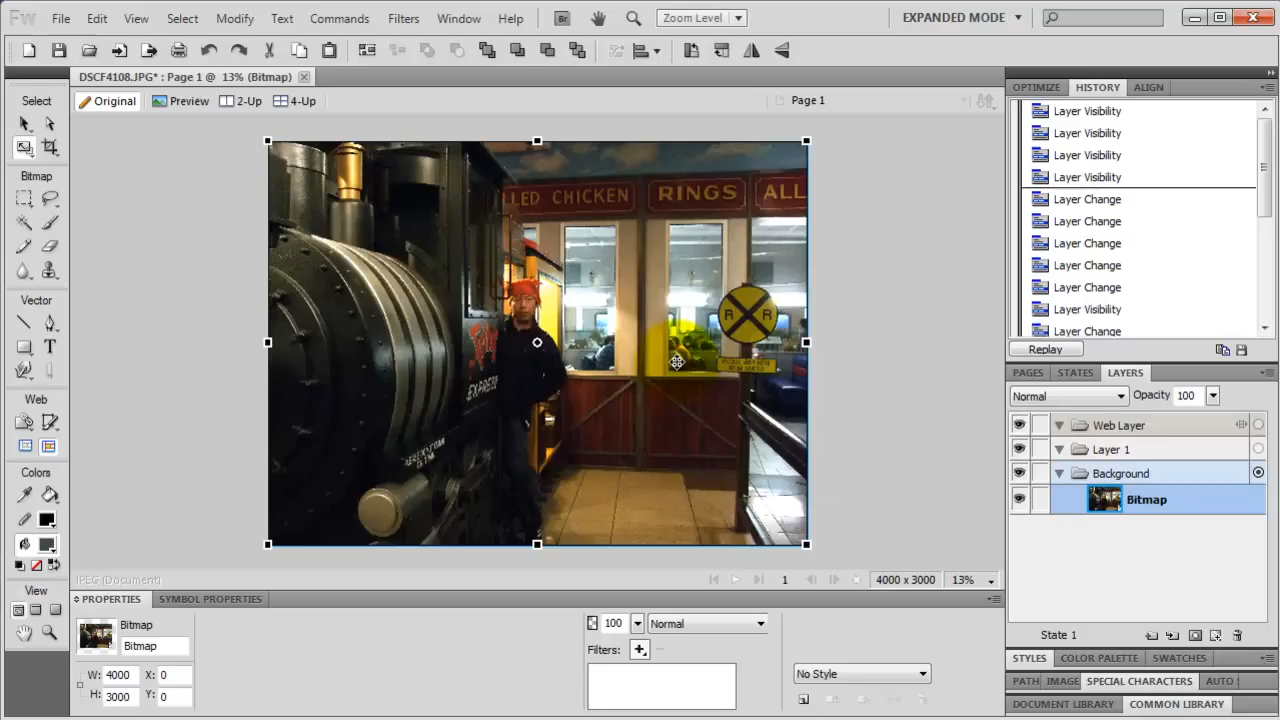 Fw File Edit View Select Modify Text Commands Filters Window Help Br Zoom Level EXPANDED MODE
DSCF4108.JPG* : Page 1 @ 13% (Bitmap)
Original Preview 2-Up 4-Up Page 1
Select
Bitmap
Vector
Web
Colors
View
LLED CHICKEN RINGS ALL
R R
EXPRESS
JPEG (Document) 1 4000 x 3000 13%
PROPERTIES SYMBOL PROPERTIES
Bitmap
Bitmap
W: 4000 X: 0
H: 3000 Y: 0
100 Normal
Filters:
No Style
OPTIMIZE HISTORY ALIGN
Layer Visibility
Layer Visibility
Layer Visibility
Layer Visibility
Layer Change
Layer Change
Layer Change
Layer Change
Layer Change
Layer Visibility
Layer Change
Replay
PAGES STATES LAYERS
Normal Opacity 100
Web Layer
Layer 1
Background
Bitmap
State 1
STYLES COLOR PALETTE SWATCHES
PATH IMAGE SPECIAL CHARACTERS AUTO
DOCUMENT LIBRARY COMMON LIBRARY